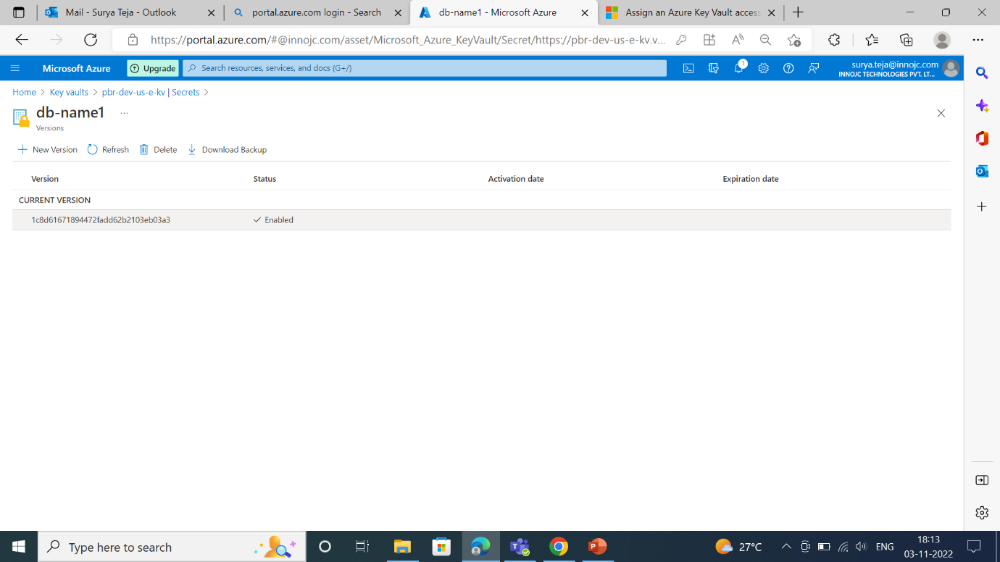 Mail - Surya Teja - Outlook
portal.azure.com login - Search
db-name1 - Microsoft Azure
Assign an Azure Key Vault access
https://portal.azure.com/#@innojc.com/asset/Microsoft_Azure_KeyVault/Secret/https://pbr-dev-us-e-kv.v...
Microsoft Azure
Upgrade
Search resources, services, and docs (G+/)
1
surya.teja@innojc.com
INNOJC TECHNOLOGIES PVT. LT...
Home > Key vaults > pbr-dev-us-e-kv | Secrets >
db-name1 ...
Versions
New Version Refresh Delete Download Backup
Version Status Activation date Expiration date
CURRENT VERSION
1c8d61671894472fadd62b2103eb03a3 Enabled
Type here to search
27°C
ENG
18:13
03-11-2022